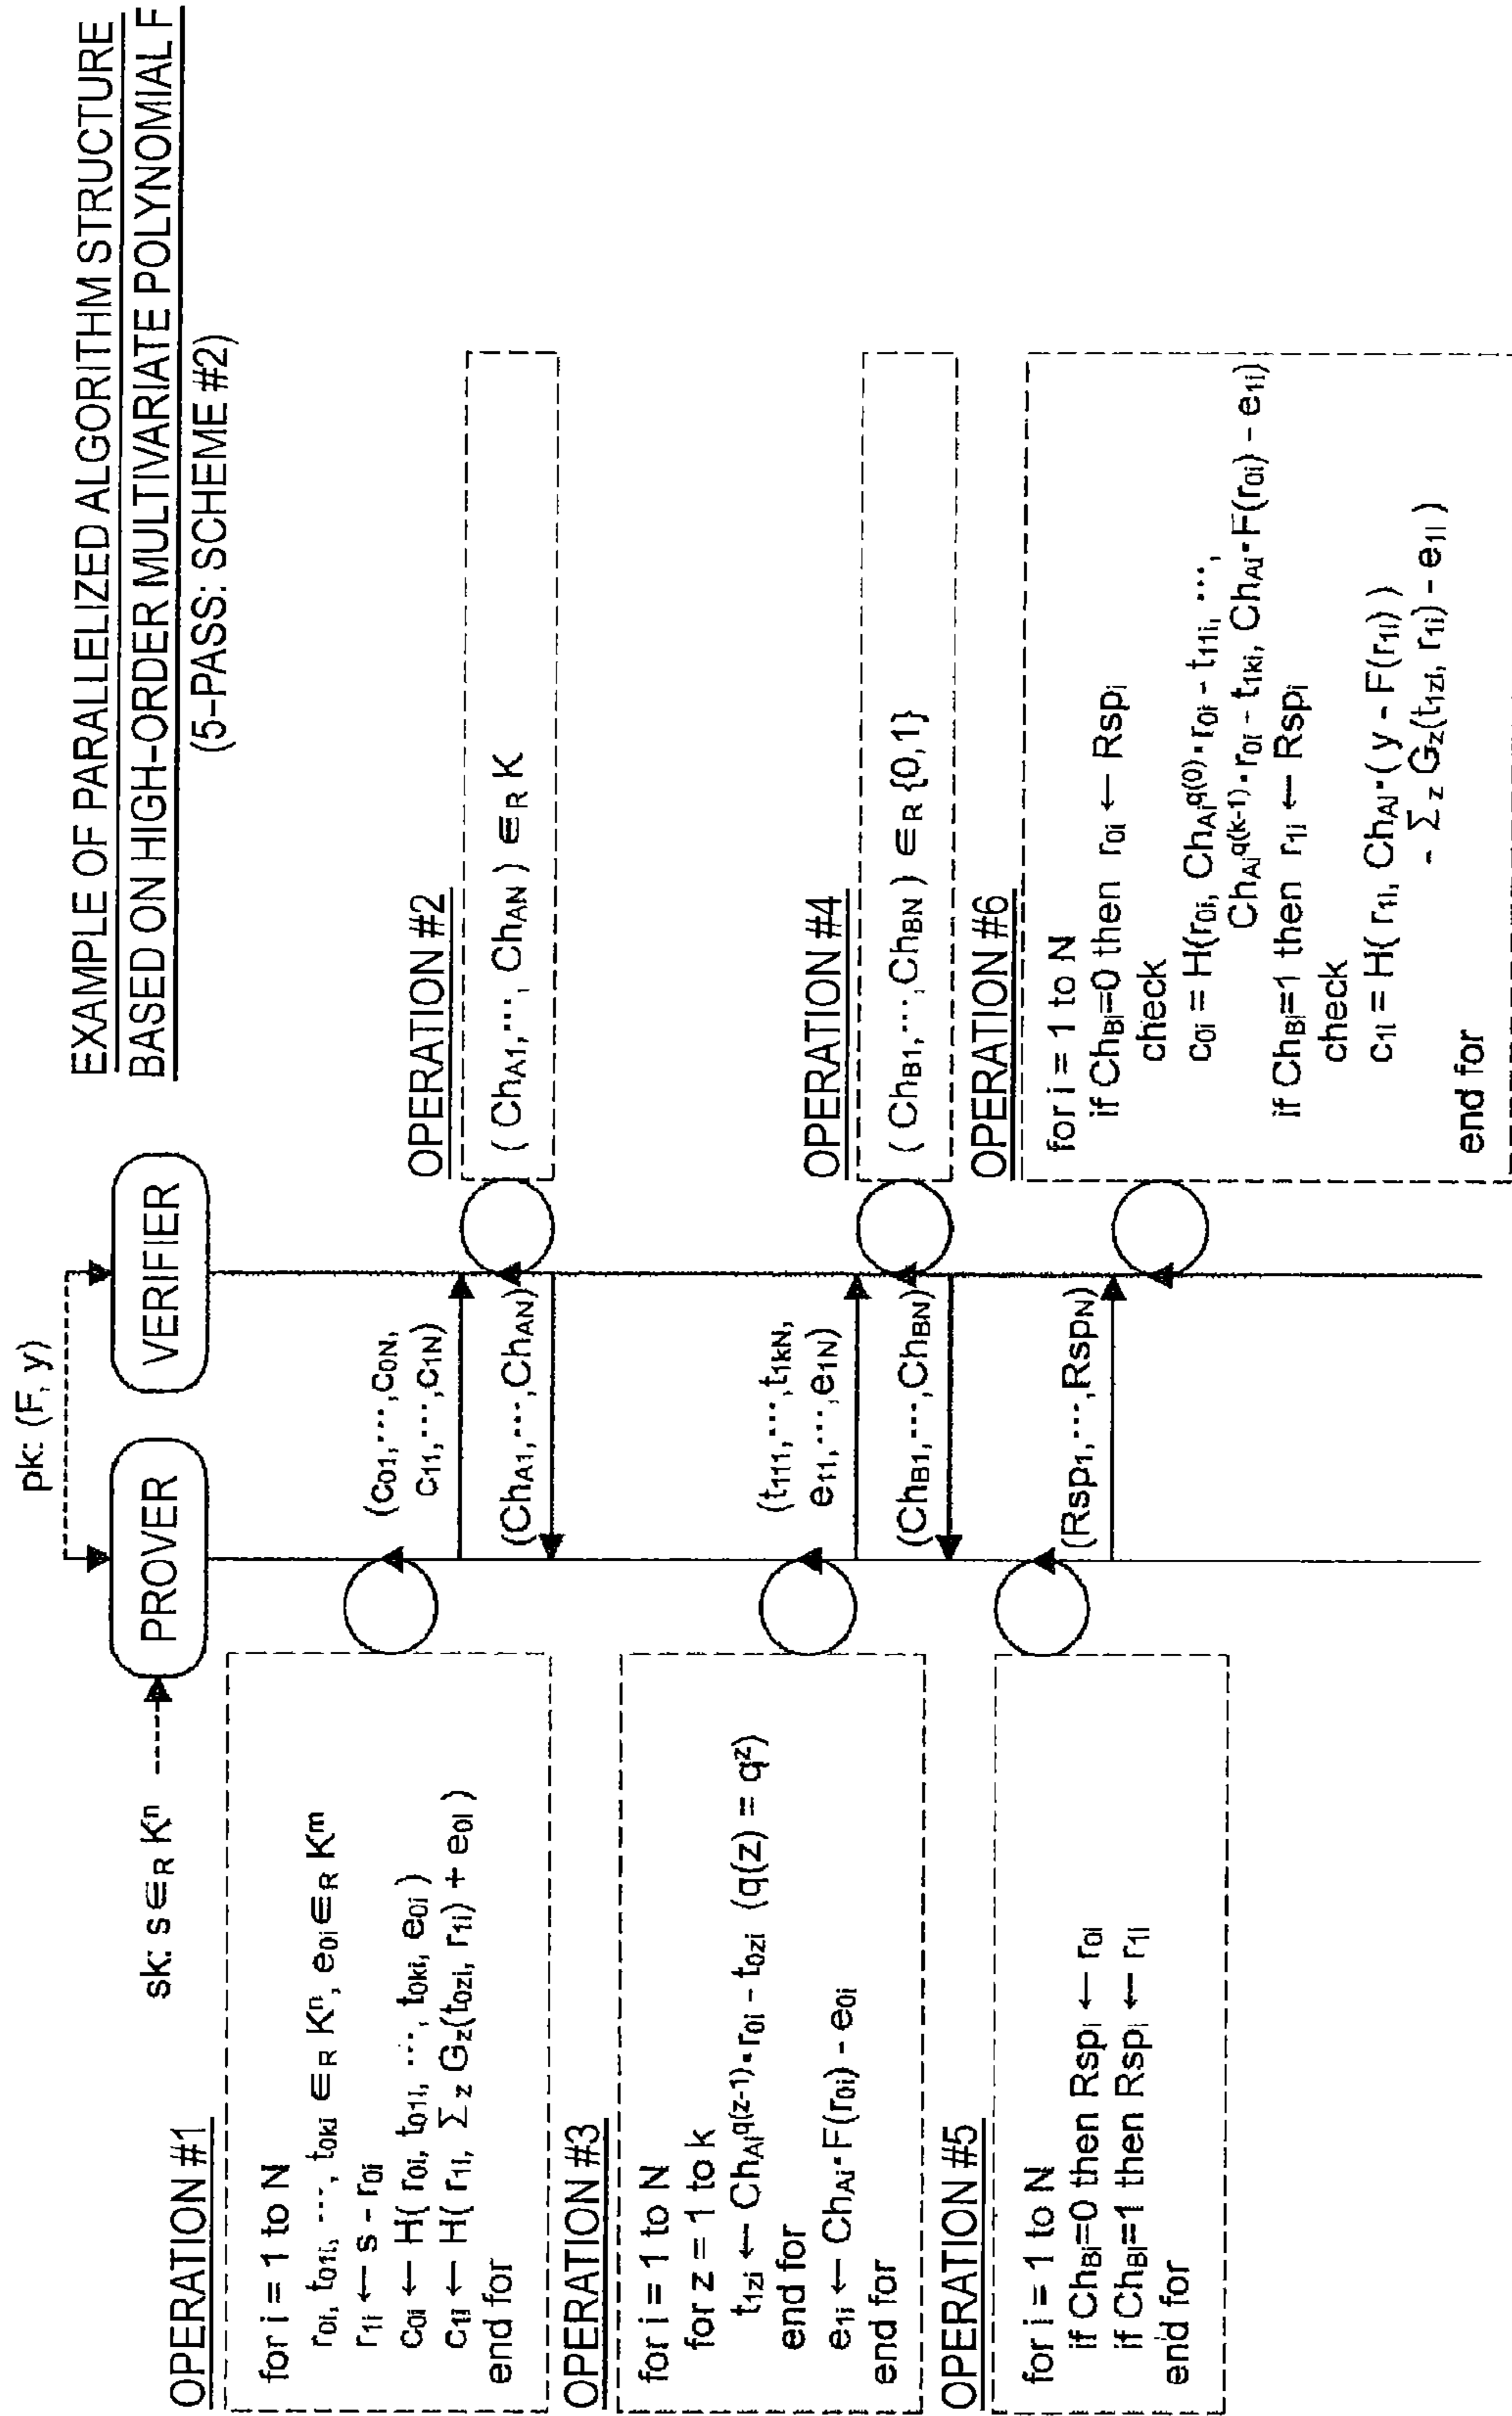 EXAMPLE OF PARALLELIZED ALGORITHM STRUCTURE
BASED ON HIGH-ORDER MULTIVARIATE POLYNOMIAL F
(5-PASS: SCHEME #2)
pk: (F, y)
sk: s ∈R Kⁿ
PROVER
VERIFIER
OPERATION #1
for i = 1 to N
r0i, t01i, ···, t0ki ∈R Kⁿ, e0i ∈R Kᵐ
r1i ← s - r0i
c0i ← H( r0i, t01i, ···, t0ki, e0i )
c1i ← H( r1i, Σz Gz(t0zi, r1i) + e0i )
end for
(c01,···,c0N,
c11,···,c1N)
OPERATION #2
( ChA1,···, ChAN ) ∈R K
(ChA1,···,ChAN)
OPERATION #3
for i = 1 to N
for z = 1 to k
t1zi ← ChAi^q(z-1)·r0i - t0zi (q(z) = q^z)
end for
e1i ← ChAi·F(r0i) - e0i
end for
(t111,···,t1kN,
e11,···,e1N)
OPERATION #4
( ChB1,···,ChBN ) ∈R {0,1}
(ChB1,···,ChBN)
OPERATION #5
for i = 1 to N
if ChBi=0 then Rspi ← r0i
if ChBi=1 then Rspi ← r1i
end for
(Rsp1,···,RspN)
OPERATION #6
for i = 1 to N
if ChBi=0 then r0i ← Rspi
check
c0i = H(r0i, ChAi^q(0)·r0i - t11i, ···,
ChAi^q(k-1)·r0i - t1ki, ChAi·F(r0i) - e1i)
if ChBi=1 then r1i ← Rspi
check
c1i = H( r1i, ChAi·( y - F(r1i) )
- Σz Gz(t1zi, r1i) - e1i )
end for